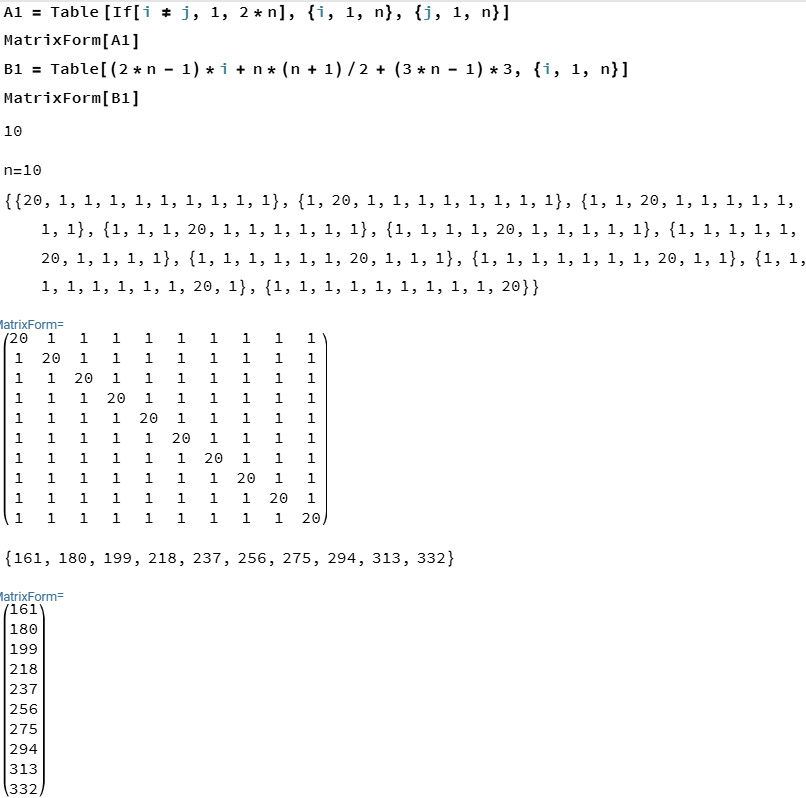 A1 = Table[If[i ≠ j, 1, 2*n], {i, 1, n}, {j, 1, n}]
MatrixForm[A1]
B1 = Table[(2*n - 1)*i + n*(n + 1)/2 + (3*n - 1)*3, {i, 1, n}]
MatrixForm[B1]
10
n=10
{{20, 1, 1, 1, 1, 1, 1, 1, 1, 1}, {1, 20, 1, 1, 1, 1, 1, 1, 1, 1}, {1, 1, 20, 1, 1, 1, 1, 1,
1, 1}, {1, 1, 1, 20, 1, 1, 1, 1, 1, 1}, {1, 1, 1, 1, 20, 1, 1, 1, 1, 1}, {1, 1, 1, 1, 1,
20, 1, 1, 1, 1}, {1, 1, 1, 1, 1, 1, 20, 1, 1, 1}, {1, 1, 1, 1, 1, 1, 1, 20, 1, 1}, {1, 1,
1, 1, 1, 1, 1, 1, 20, 1}, {1, 1, 1, 1, 1, 1, 1, 1, 1, 20}}
MatrixForm=
20 1 1 1 1 1 1 1 1 1
1 20 1 1 1 1 1 1 1 1
1 1 20 1 1 1 1 1 1 1
1 1 1 20 1 1 1 1 1 1
1 1 1 1 20 1 1 1 1 1
1 1 1 1 1 20 1 1 1 1
1 1 1 1 1 1 20 1 1 1
1 1 1 1 1 1 1 20 1 1
1 1 1 1 1 1 1 1 20 1
1 1 1 1 1 1 1 1 1 20
{161, 180, 199, 218, 237, 256, 275, 294, 313, 332}
MatrixForm=
161
180
199
218
237
256
275
294
313
332